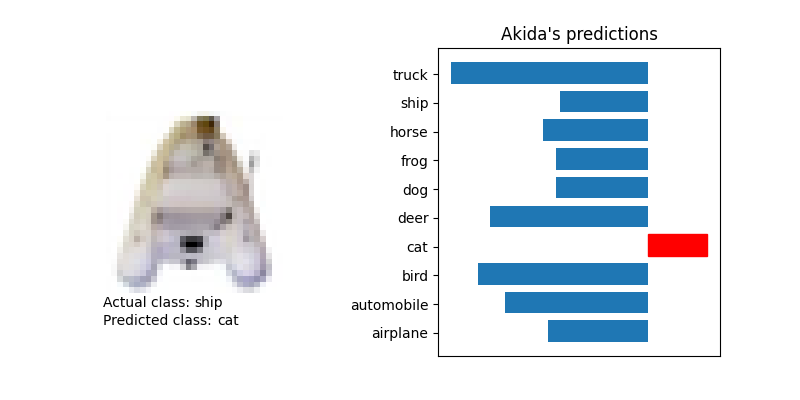 Actual class: ship
Predicted class: cat
Akida's predictions
truck
ship
horse
frog
dog
deer
cat
bird
automobile
airplane